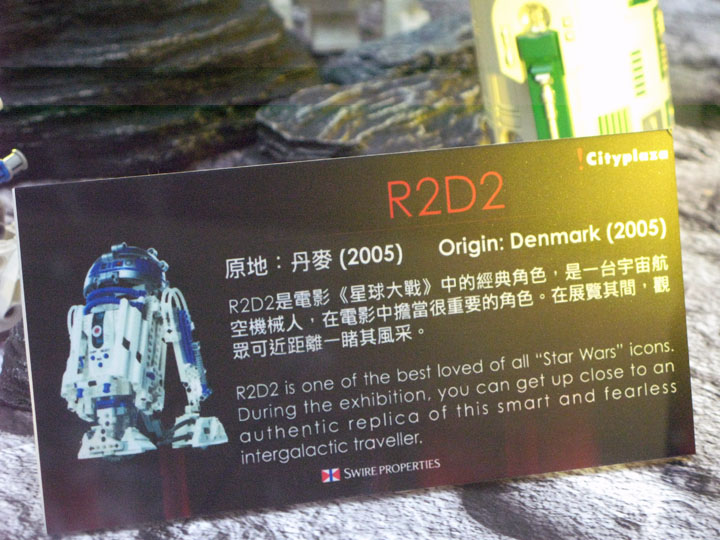 !Cityplaza
R2D2
原地：丹麥 (2005) Origin: Denmark (2005)
R2D2是電影《星球大戰》中的經典角色，是一台宇宙航
空機械人，在電影中擔當很重要的角色。在展覽其間，觀
眾可近距離一睹其風采。
R2D2 is one of the best loved of all “Star Wars” icons.
During the exhibition, you can get up close to an
authentic replica of this smart and fearless
intergalactic traveller.
SWIRE PROPERTIES